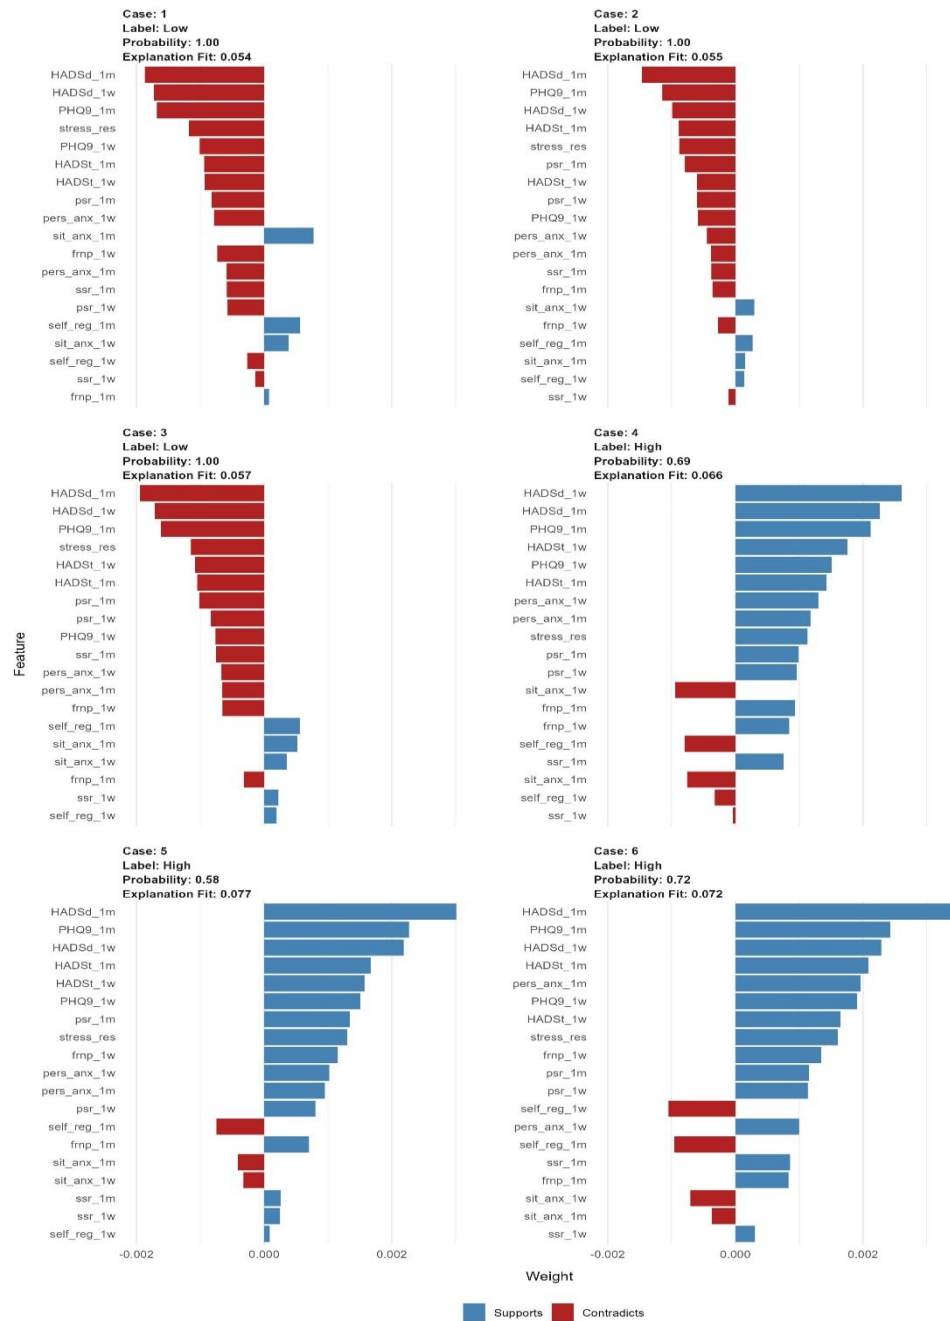 Case: 1
Label: Low
Probability: 1.00
Explanation Fit: 0.054
HADSd_1m
HADSd_1w
PHQ9_1m
stress_res
PHQ9_1w
HADSt_1m
HADSt_1w
psr_1m
pers_anx_1w
sit_anx_1m
frnp_1w
pers_anx_1m
ssr_1m
psr_1w
self_reg_1m
sit_anx_1w
self_reg_1w
ssr_1w
frnp_1m
Case: 2
Label: Low
Probability: 1.00
Explanation Fit: 0.055
HADSd_1m
PHQ9_1m
HADSd_1w
HADSt_1m
stress_res
psr_1m
HADSt_1w
psr_1w
PHQ9_1w
pers_anx_1w
pers_anx_1m
ssr_1m
frnp_1m
sit_anx_1w
frnp_1w
self_reg_1m
sit_anx_1m
self_reg_1w
ssr_1w
Case: 3
Label: Low
Probability: 1.00
Explanation Fit: 0.057
HADSd_1m
HADSd_1w
PHQ9_1m
stress_res
HADSt_1w
HADSt_1m
psr_1m
psr_1w
PHQ9_1w
ssr_1m
pers_anx_1w
pers_anx_1m
frnp_1w
self_reg_1m
sit_anx_1m
sit_anx_1w
frnp_1m
ssr_1w
self_reg_1w
Case: 4
Label: High
Probability: 0.69
Explanation Fit: 0.066
HADSd_1w
HADSd_1m
PHQ9_1m
HADSt_1w
PHQ9_1w
HADSt_1m
pers_anx_1w
pers_anx_1m
stress_res
psr_1m
psr_1w
sit_anx_1w
frnp_1m
frnp_1w
self_reg_1m
ssr_1m
sit_anx_1m
self_reg_1w
ssr_1w
Feature
Case: 5
Label: High
Probability: 0.58
Explanation Fit: 0.077
HADSd_1m
PHQ9_1m
HADSd_1w
HADSt_1m
HADSt_1w
PHQ9_1w
psr_1m
stress_res
frnp_1w
pers_anx_1w
pers_anx_1m
psr_1w
self_reg_1m
frnp_1m
sit_anx_1m
sit_anx_1w
ssr_1m
ssr_1w
self_reg_1w
-0.002 0.000 0.002
Case: 6
Label: High
Probability: 0.72
Explanation Fit: 0.072
HADSd_1m
PHQ9_1m
HADSd_1w
HADSt_1m
pers_anx_1m
PHQ9_1w
HADSt_1w
stress_res
frnp_1w
psr_1m
psr_1w
self_reg_1w
pers_anx_1w
self_reg_1m
ssr_1m
frnp_1m
sit_anx_1w
sit_anx_1m
ssr_1w
-0.002 0.000 0.002
Weight
Supports Contradicts